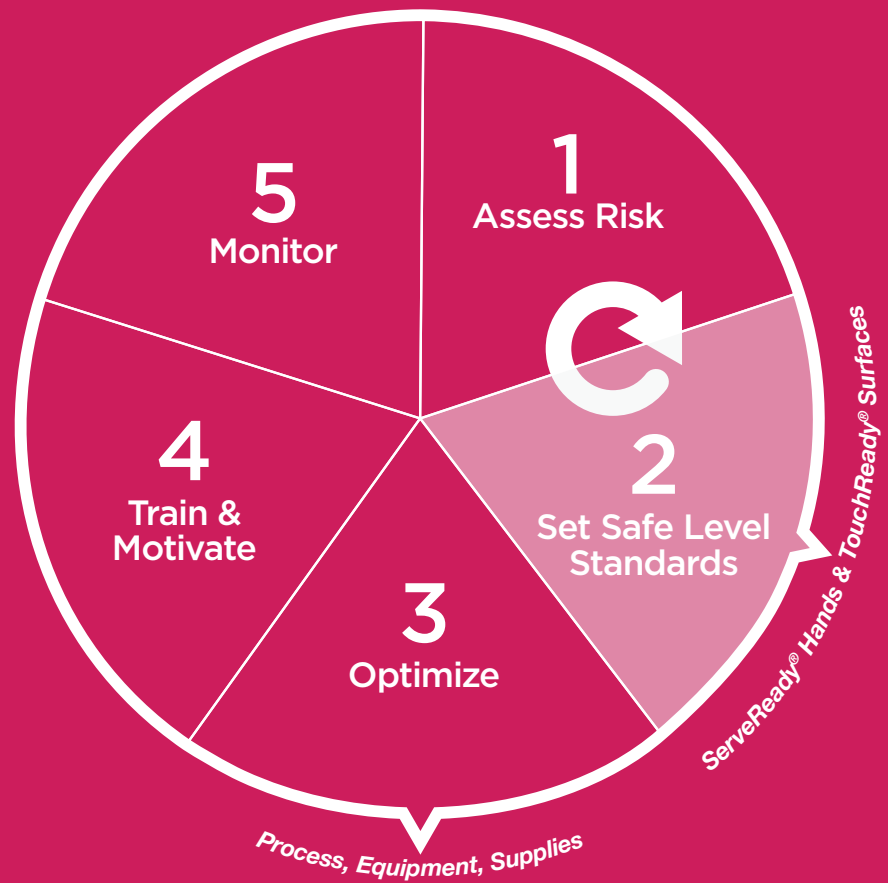 1
Assess Risk
2
Set Safe Level
Standards
ServeReady® Hands & TouchReady® Surfaces
3
Optimize
Process, Equipment, Supplies
4
Train &
Motivate
5
Monitor